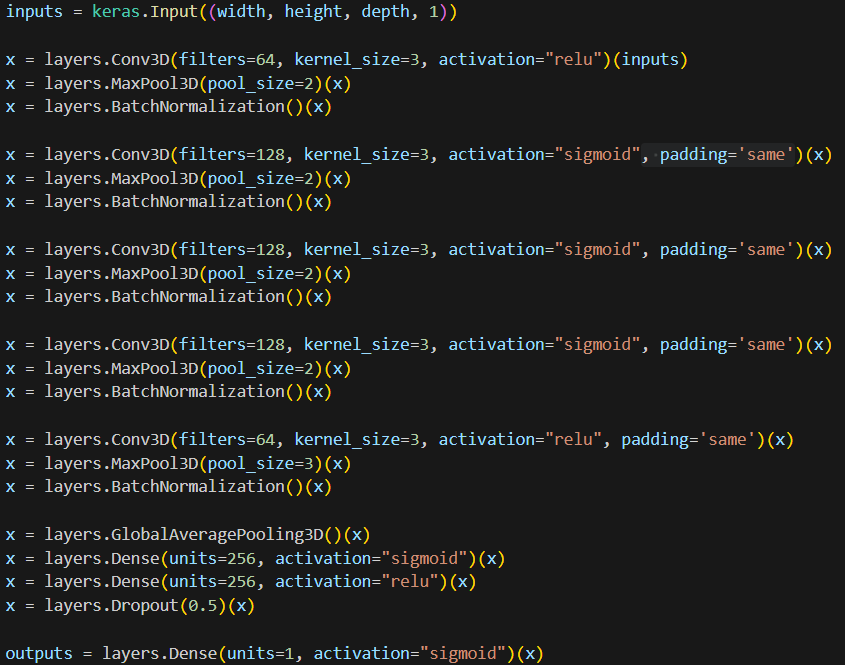 inputs = keras.Input((width, height, depth, 1))
x = layers.Conv3D(filters=64, kernel_size=3, activation="relu")(inputs)
x = layers.MaxPool3D(pool_size=2)(x)
x = layers.BatchNormalization()(x)
x = layers.Conv3D(filters=128, kernel_size=3, activation="sigmoid", padding='same')(x)
x = layers.MaxPool3D(pool_size=2)(x)
x = layers.BatchNormalization()(x)
x = layers.Conv3D(filters=128, kernel_size=3, activation="sigmoid", padding='same')(x)
x = layers.MaxPool3D(pool_size=2)(x)
x = layers.BatchNormalization()(x)
x = layers.Conv3D(filters=128, kernel_size=3, activation="sigmoid", padding='same')(x)
x = layers.MaxPool3D(pool_size=2)(x)
x = layers.BatchNormalization()(x)
x = layers.Conv3D(filters=64, kernel_size=3, activation="relu", padding='same')(x)
x = layers.MaxPool3D(pool_size=3)(x)
x = layers.BatchNormalization()(x)
x = layers.GlobalAveragePooling3D()(x)
x = layers.Dense(units=256, activation="sigmoid")(x)
x = layers.Dense(units=256, activation="relu")(x)
x = layers.Dropout(0.5)(x)
outputs = layers.Dense(units=1, activation="sigmoid")(x)